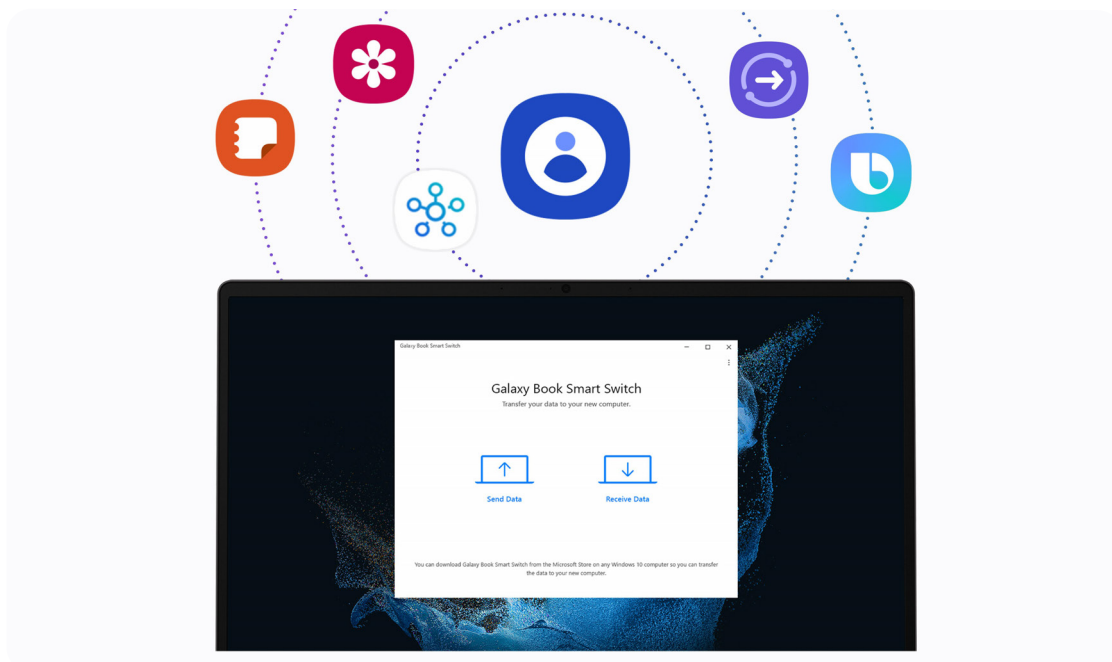 Galaxy Book Smart Switch
Galaxy Book Smart Switch
Transfer your data to your new computer.
Send Data
Receive Data
You can download Galaxy Book Smart Switch from the Microsoft Store on any Windows 10 computer so you can transfer
the data to your new computer.